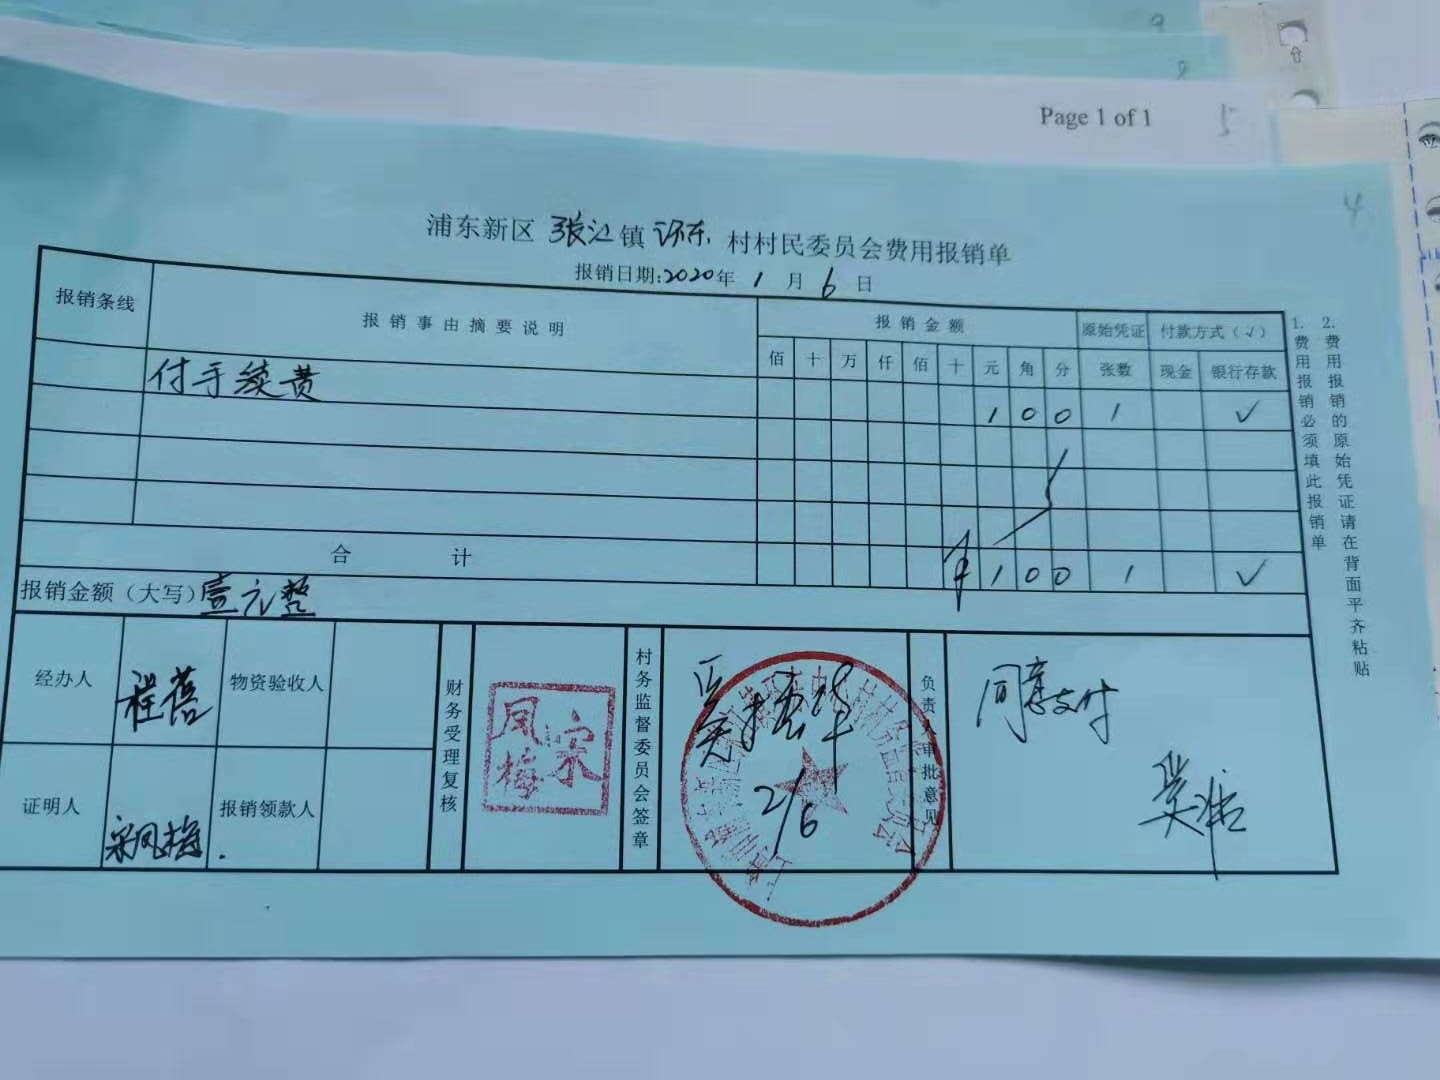 9
8
Page 1 of 1 5
4
浦东新区 张江 镇 环东 村村民委员会费用报销单
报销日期:2020年 1 月 6 日
报销条线 报销事由摘要说明 报销金额 原始凭证 付款方式（√）
佰 十 万 仟 佰 十 元 角 分 张数 现金 银行存款
付手续费 1 0 0 1 √
合 计 ¥ 1 0 0 1 √
报销金额（大写）壹元整
经办人 程蓓 物资验收人
证明人 宋凤梅 报销领款人
财务受理复核
宋凤梅
村务监督委员会签章
2/6
负责人审批意见
同意支付
1. 费用报销必须填此报销单
2. 费用报销的原始凭证请在背面平齐粘贴